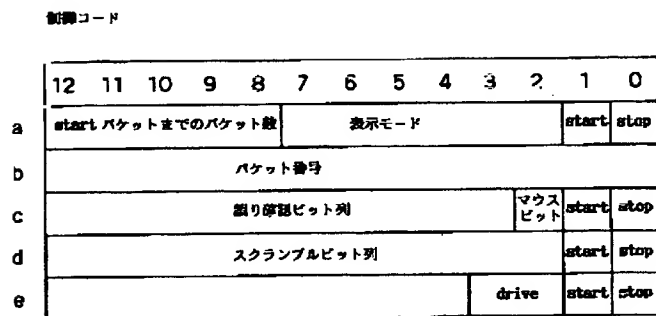 制御コード
12 11 10 9 8 7 6 5 4 3 2 1 0
a start パケットまでのパケット数 表示モード start stop
b パケット番号
c 誤り確認ビット列 マウスビット start stop
d スクランブルビット列 start stop
e drive start stop